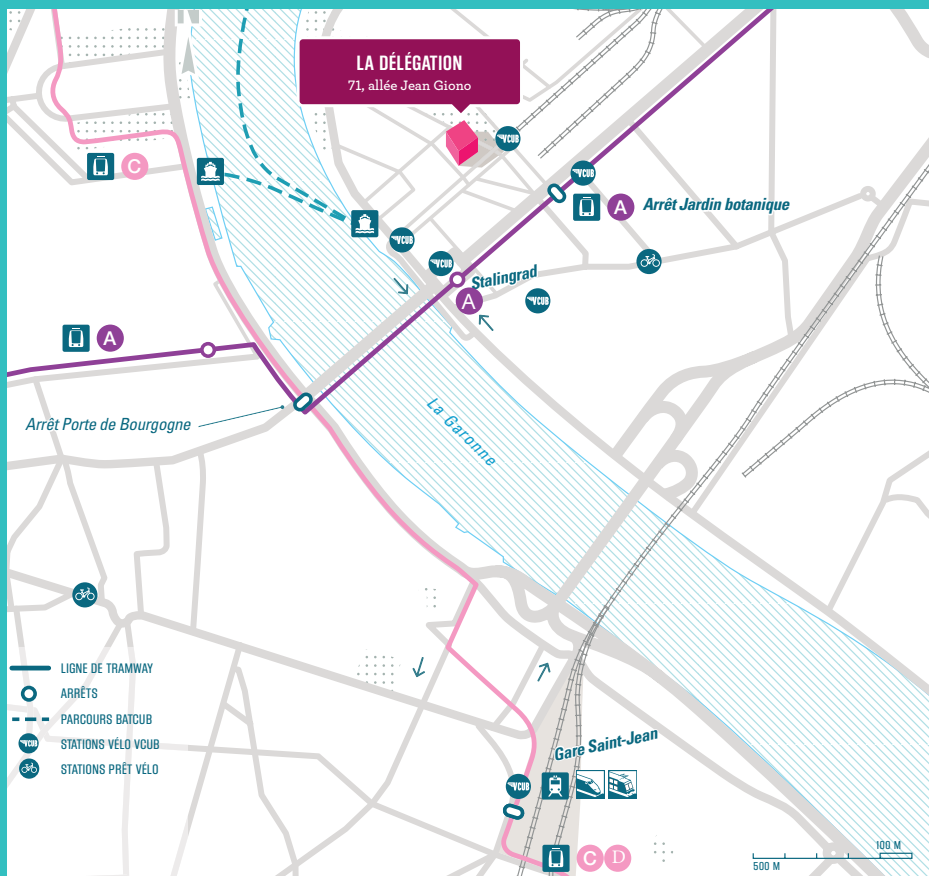 LA DÉLÉGATION
71, allée Jean Giono
VCUB
VCUB
C
A
Arrêt Jardin botanique
VCUB
VCUB
Stalingrad
A
VCUB
A
Arrêt Porte de Bourgogne
La Garonne
LIGNE DE TRAMWAY
ARRÊTS
PARCOURS BATCUB
VCUB
STATIONS VÉLO VCUB
STATIONS PRÊT VÉLO
Gare Saint-Jean
VCUB
C
D
100 M
500 M